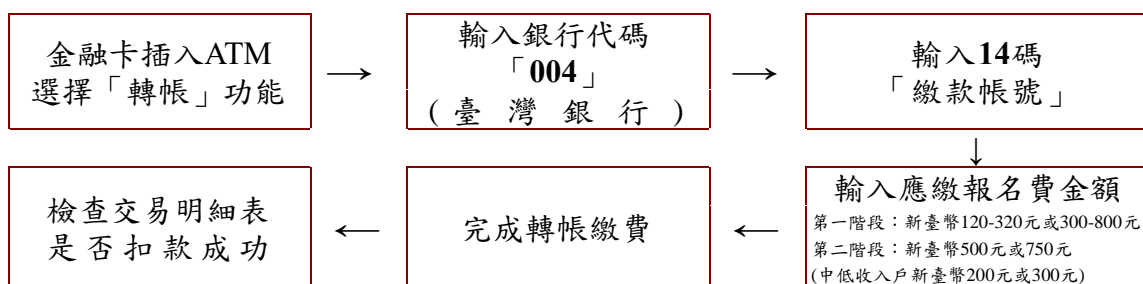 金融卡插入ATM
選擇「轉帳」功能
→
輸入銀行代碼
「004」
(臺灣銀行)
→
輸入14碼
「繳款帳號」
↓
輸入應繳報名費金額
第一階段：新臺幣120-320元或300-800元
第二階段：新臺幣500元或750元
(中低收入戶新臺幣200元或300元)
←
完成轉帳繳費
←
檢查交易明細表
是否扣款成功